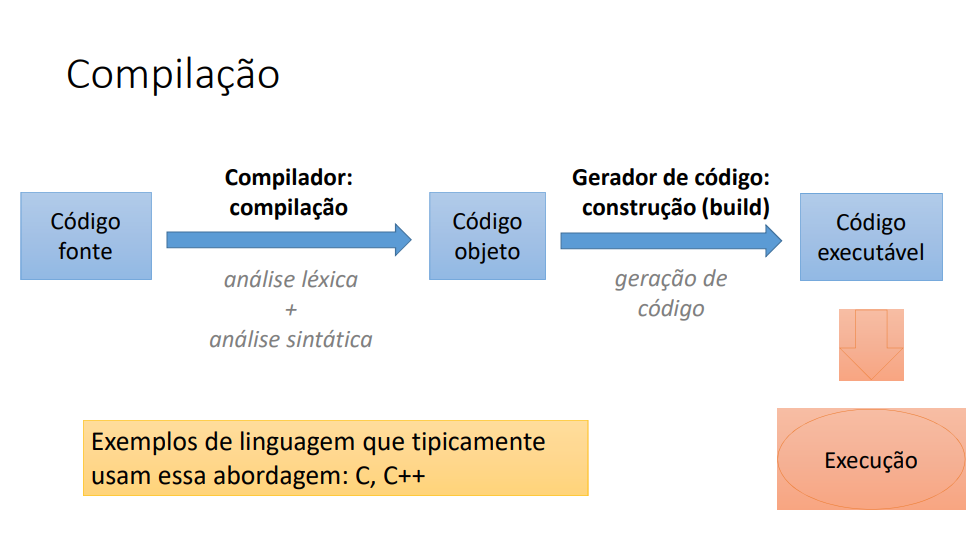 Compilação
Compilador:
compilação
Gerador de código:
construção (build)
Código
fonte
Código
objeto
Código
executável
análise léxica
+
análise sintática
geração de
código
Exemplos de linguagem que tipicamente
usam essa abordagem: C, C++
Execução